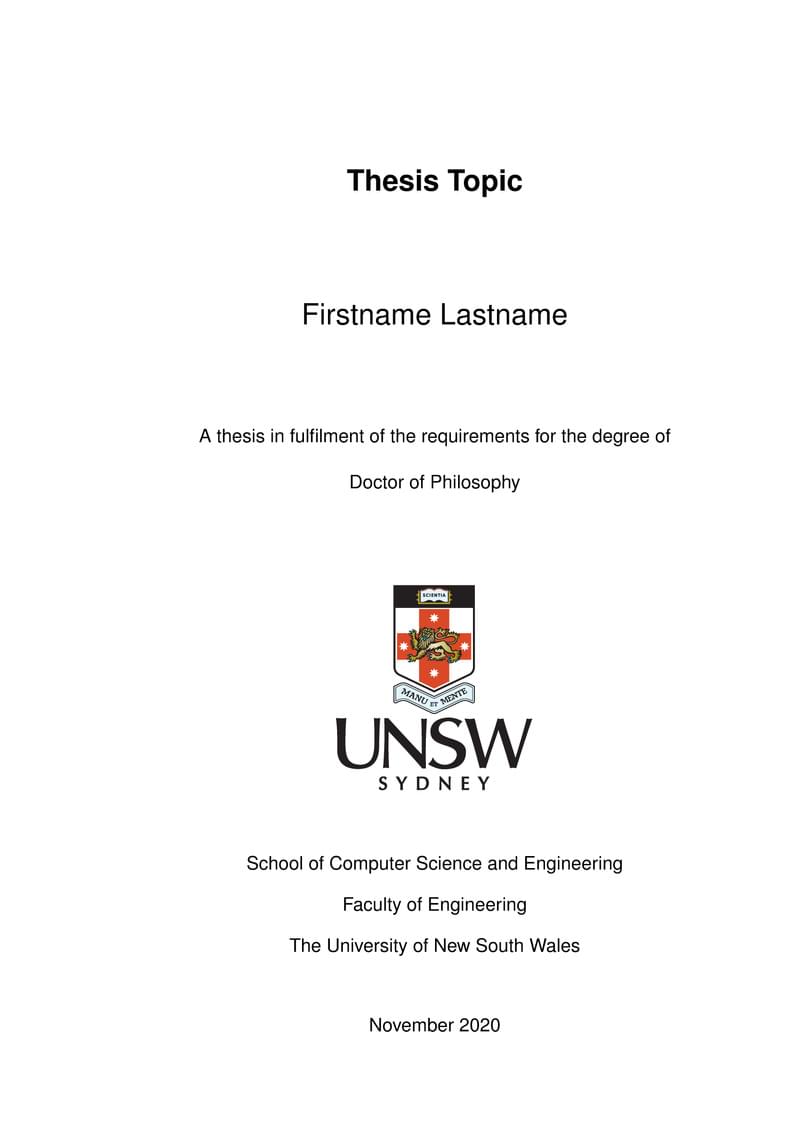 Thesis Topic
Firstname Lastname
A thesis in fulfilment of the requirements for the degree of
Doctor of Philosophy
SCIENTIA
MANU ET MENTE
UNSW
SYDNEY
School of Computer Science and Engineering
Faculty of Engineering
The University of New South Wales
November 2020